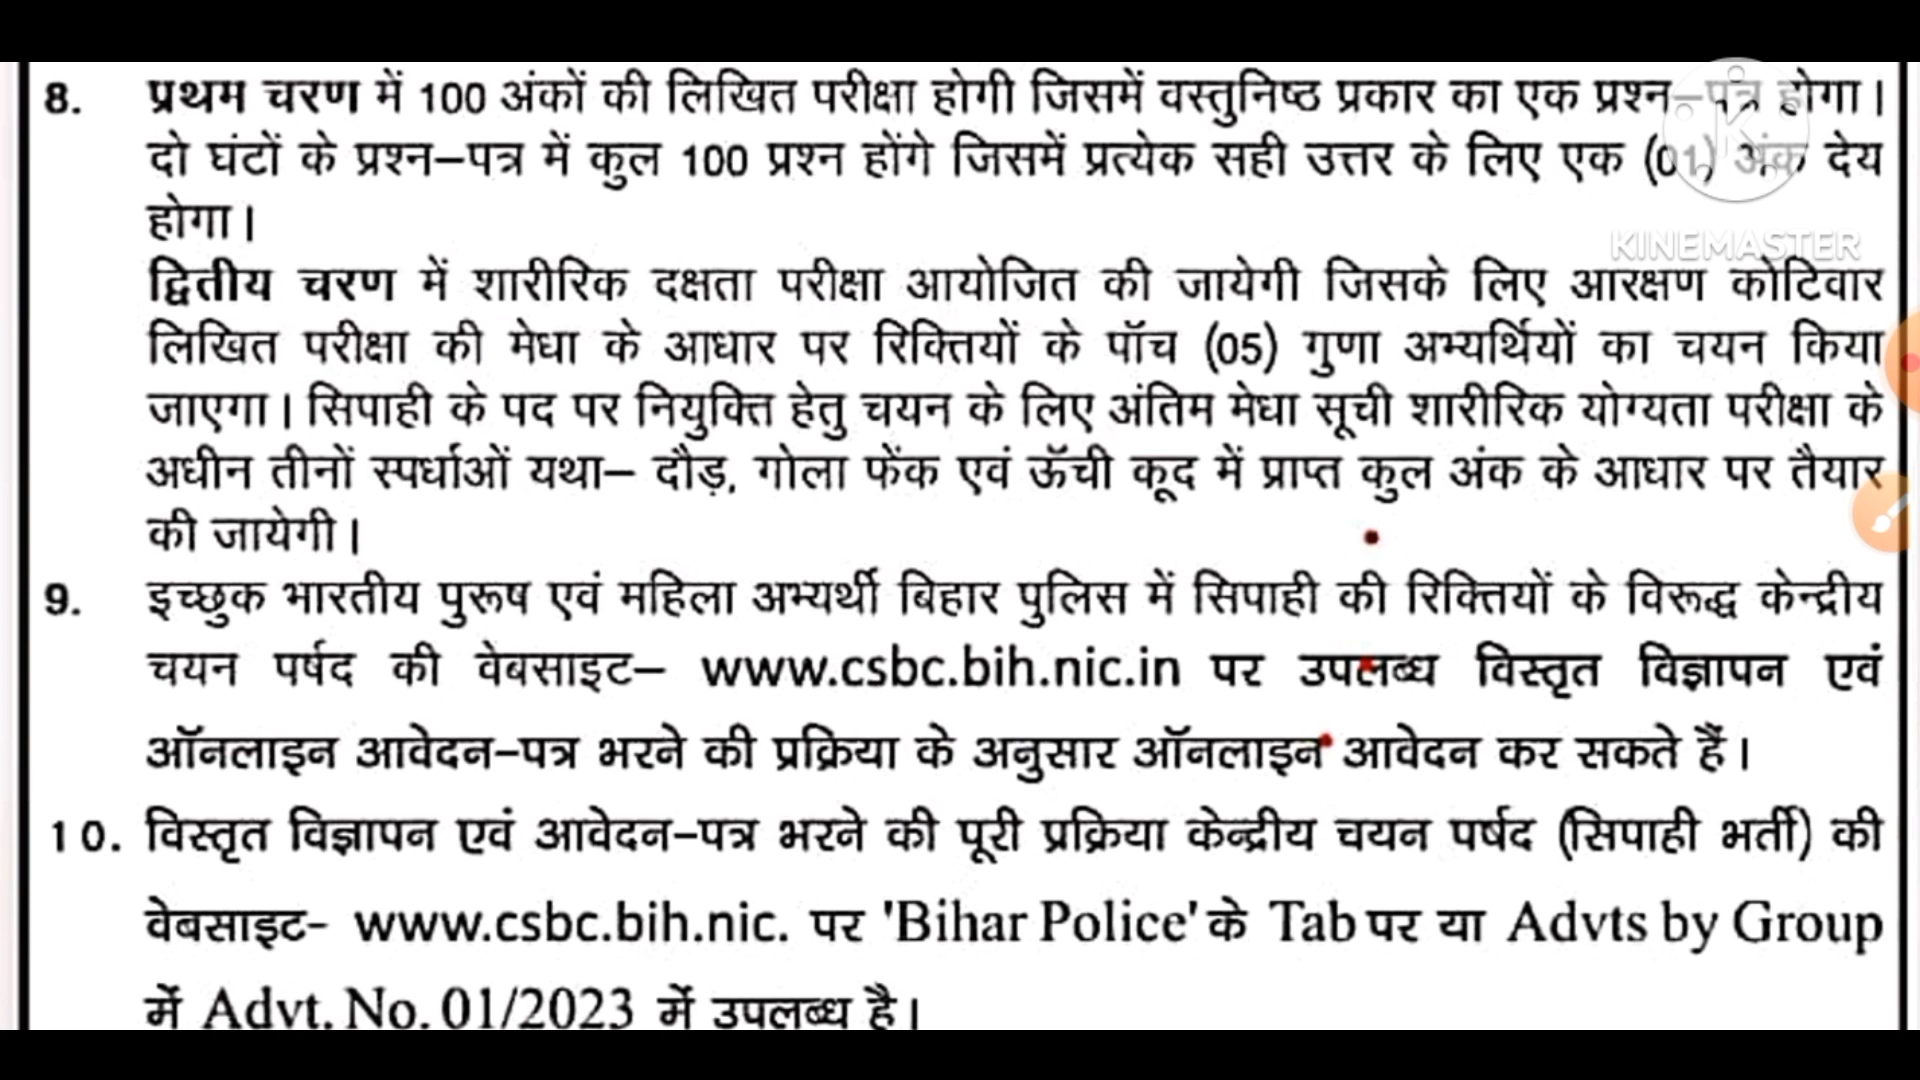 8. प्रथम चरण में 100 अंकों की लिखित परीक्षा होगी जिसमें वस्तुनिष्ठ प्रकार का एक प्रश्न–पत्र होगा।
दो घंटों के प्रश्न–पत्र में कुल 100 प्रश्न होंगे जिसमें प्रत्येक सही उत्तर के लिए एक (01) अंक देय
होगा।
KINEMASTER
द्वितीय चरण में शारीरिक दक्षता परीक्षा आयोजित की जायेगी जिसके लिए आरक्षण कोटिवार
लिखित परीक्षा की मेधा के आधार पर रिक्तियों के पॉच (05) गुणा अभ्यर्थियों का चयन किया
जाएगा। सिपाही के पद पर नियुक्ति हेतु चयन के लिए अंतिम मेधा सूची शारीरिक योग्यता परीक्षा के
अधीन तीनों स्पर्धाओं यथा– दौड़, गोला फेंक एवं ऊँची कूद में प्राप्त कुल अंक के आधार पर तैयार
की जायेगी।
9. इच्छुक भारतीय पुरूष एवं महिला अभ्यर्थी बिहार पुलिस में सिपाही की रिक्तियों के विरूद्ध केन्द्रीय
चयन पर्षद की वेबसाइट– www.csbc.bih.nic.in पर उपलब्ध विस्तृत विज्ञापन एवं
ऑनलाइन आवेदन–पत्र भरने की प्रक्रिया के अनुसार ऑनलाइन आवेदन कर सकते हैं।
10. विस्तृत विज्ञापन एवं आवेदन–पत्र भरने की पूरी प्रक्रिया केन्द्रीय चयन पर्षद (सिपाही भर्ती) की
वेबसाइट- www.csbc.bih.nic. पर 'Bihar Police' के Tab पर या Advts by Group
में Advt. No. 01/2023 में उपलब्ध है।